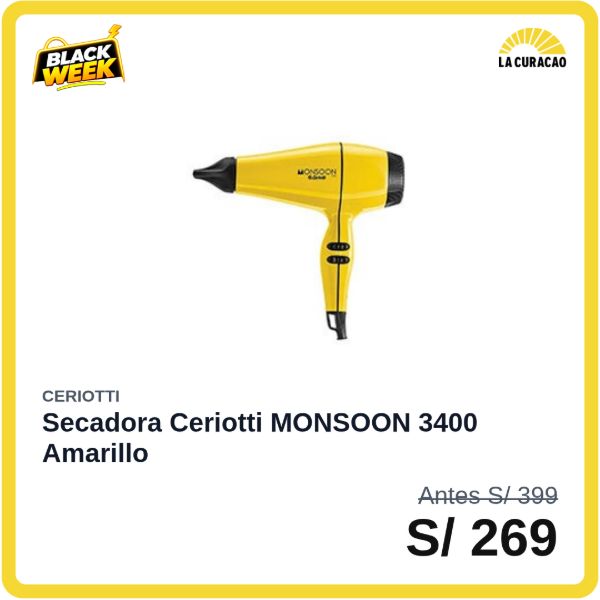 BLACK
WEEK
LA CURACAO
MONSOON
CERIOTTI
Secadora Ceriotti MONSOON 3400
Amarillo
Antes S/ 399
S/ 269